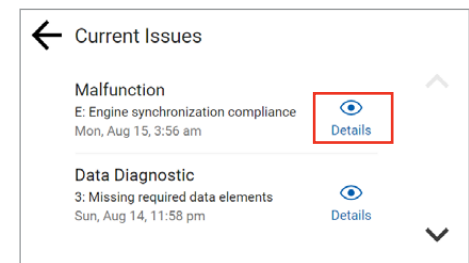 Current Issues
Malfunction
E: Engine synchronization compliance
Mon, Aug 15, 3:56 am
Details
Data Diagnostic
3: Missing required data elements
Sun, Aug 14, 11:58 pm
Details